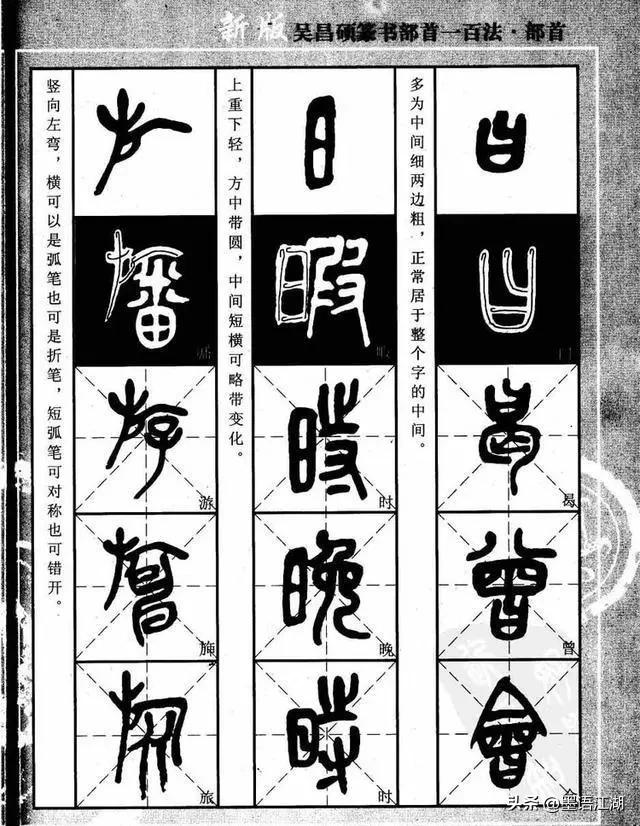 新版 吴昌硕篆书部首一百法·部首
多为中间细两边粗，正常居于整个字的中间。
曷
曾
会
上重下轻，方中带圆，中间短横可略带变化。
暇
时
晚
时
竖向左弯，横可以是弧笔也可是折笔，短弧笔可对称也可错开。
游
旅
头条 @墨语江湖